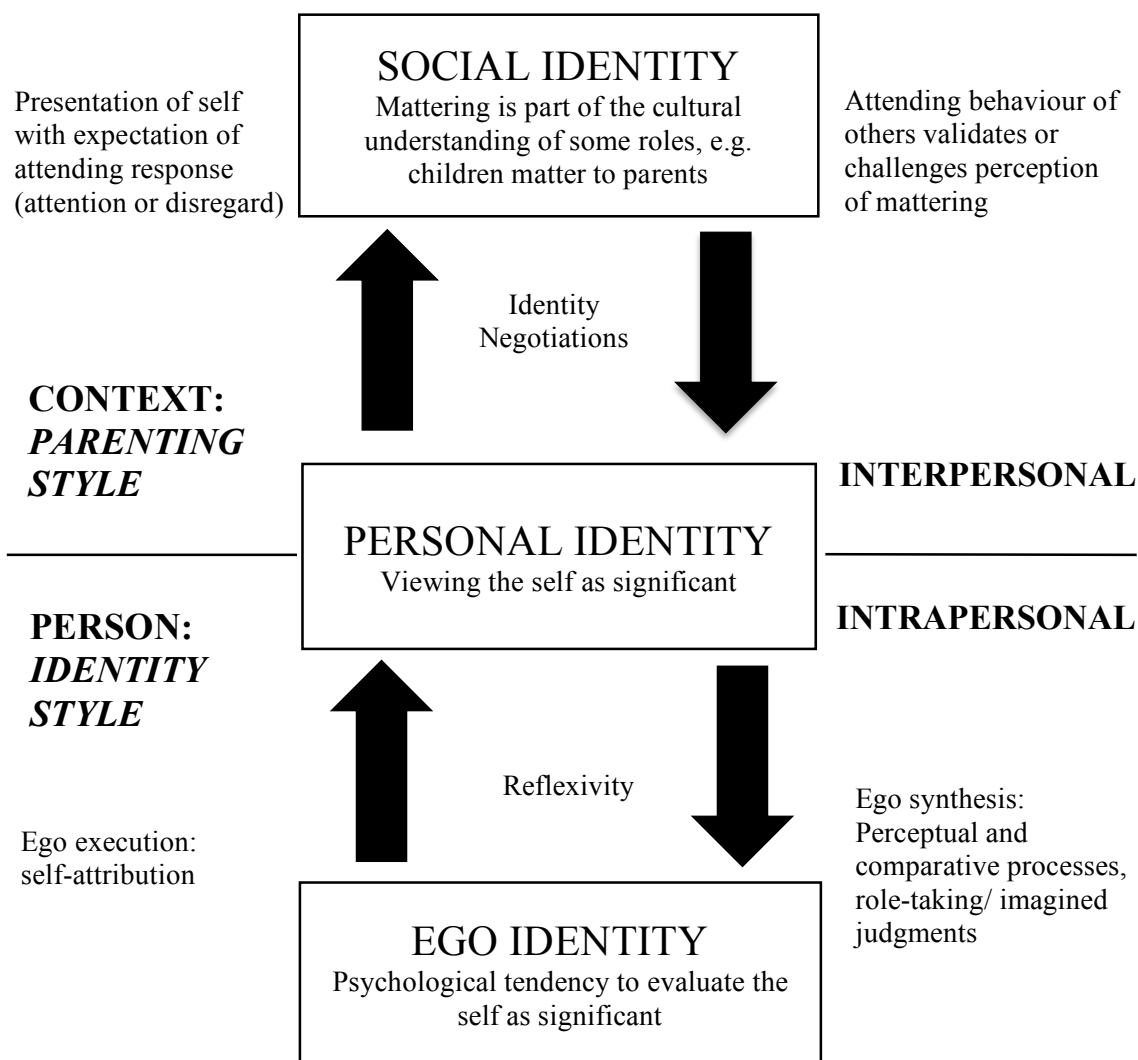 SOCIAL IDENTITY
Mattering is part of the cultural
understanding of some roles, e.g.
children matter to parents
Presentation of self
with expectation of
attending response
(attention or disregard)
Attending behaviour of
others validates or
challenges perception
of mattering
Identity
Negotiations
CONTEXT:
PARENTING
STYLE
INTERPERSONAL
PERSONAL IDENTITY
Viewing the self as significant
PERSON:
IDENTITY
STYLE
INTRAPERSONAL
Reflexivity
Ego execution:
self-attribution
Ego synthesis:
Perceptual and
comparative processes,
role-taking/ imagined
judgments
EGO IDENTITY
Psychological tendency to evaluate the
self as significant